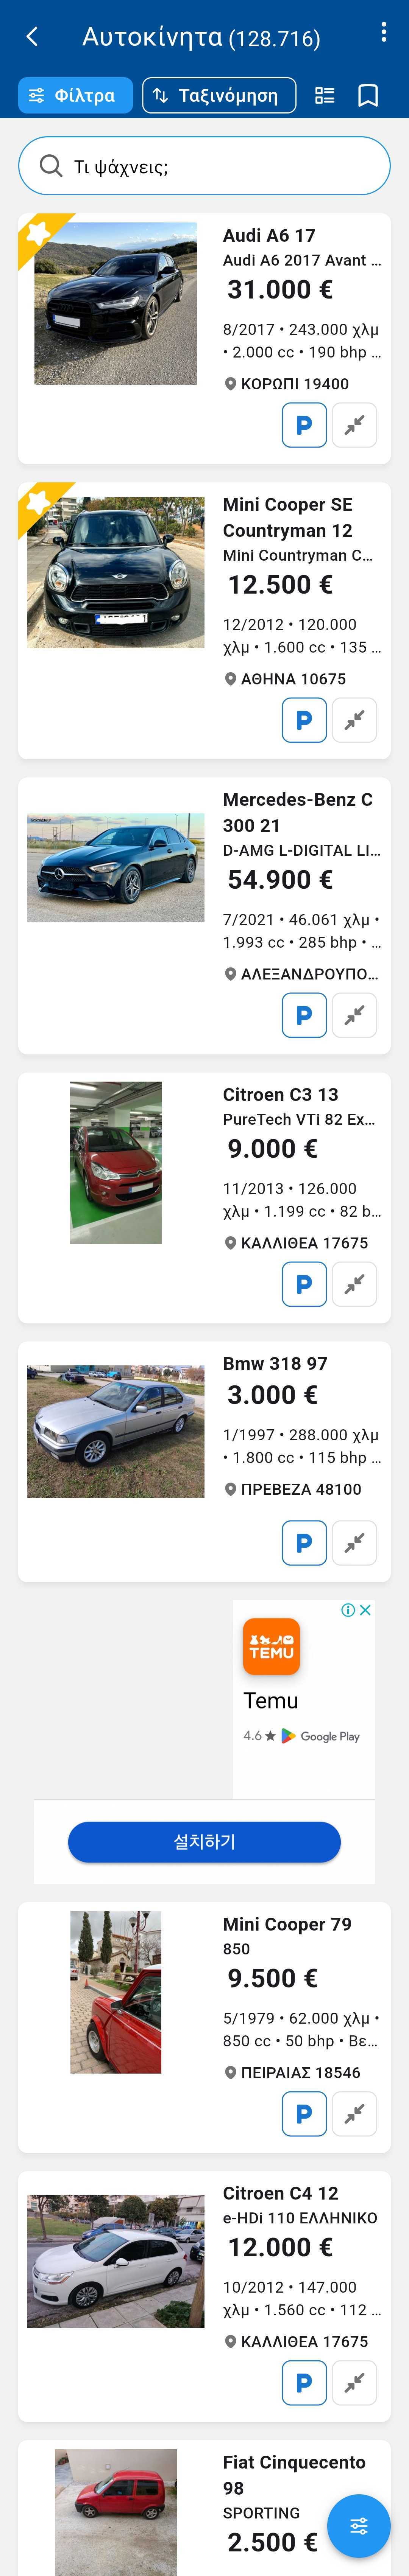 Αυτοκίνητα (128.716)
Φίλτρα
Ταξινόμηση
Τι ψάχνεις;
Audi A6 17
Audi A6 2017 Avant ...
31.000 €
8/2017 • 243.000 χλμ
• 2.000 cc • 190 bhp ...
ΚΟΡΩΠΙ 19400
P
Mini Cooper SE
Countryman 12
Mini Countryman C...
12.500 €
12/2012 • 120.000
χλμ • 1.600 cc • 135 ...
ΑΘΗΝΑ 10675
P
Mercedes-Benz C
300 21
D-AMG L-DIGITAL LI...
54.900 €
7/2021 • 46.061 χλμ •
1.993 cc • 285 bhp • ...
ΑΛΕΞΑΝΔΡΟΥΠΟ...
P
Citroen C3 13
PureTech VTi 82 Ex...
9.000 €
11/2013 • 126.000
χλμ • 1.199 cc • 82 b...
ΚΑΛΛΙΘΕΑ 17675
P
Bmw 318 97
3.000 €
1/1997 • 288.000 χλμ
• 1.800 cc • 115 bhp ...
ΠΡΕΒΕΖΑ 48100
P
TEMU
Temu
4.6 ★ Google Play
설치하기
Mini Cooper 79
850
9.500 €
5/1979 • 62.000 χλμ •
850 cc • 50 bhp • Βε...
ΠΕΙΡΑΙΑΣ 18546
P
Citroen C4 12
e-HDi 110 ΕΛΛΗΝΙΚΟ
12.000 €
10/2012 • 147.000
χλμ • 1.560 cc • 112 ...
ΚΑΛΛΙΘΕΑ 17675
P
Fiat Cinquecento
98
SPORTING
2.500 €